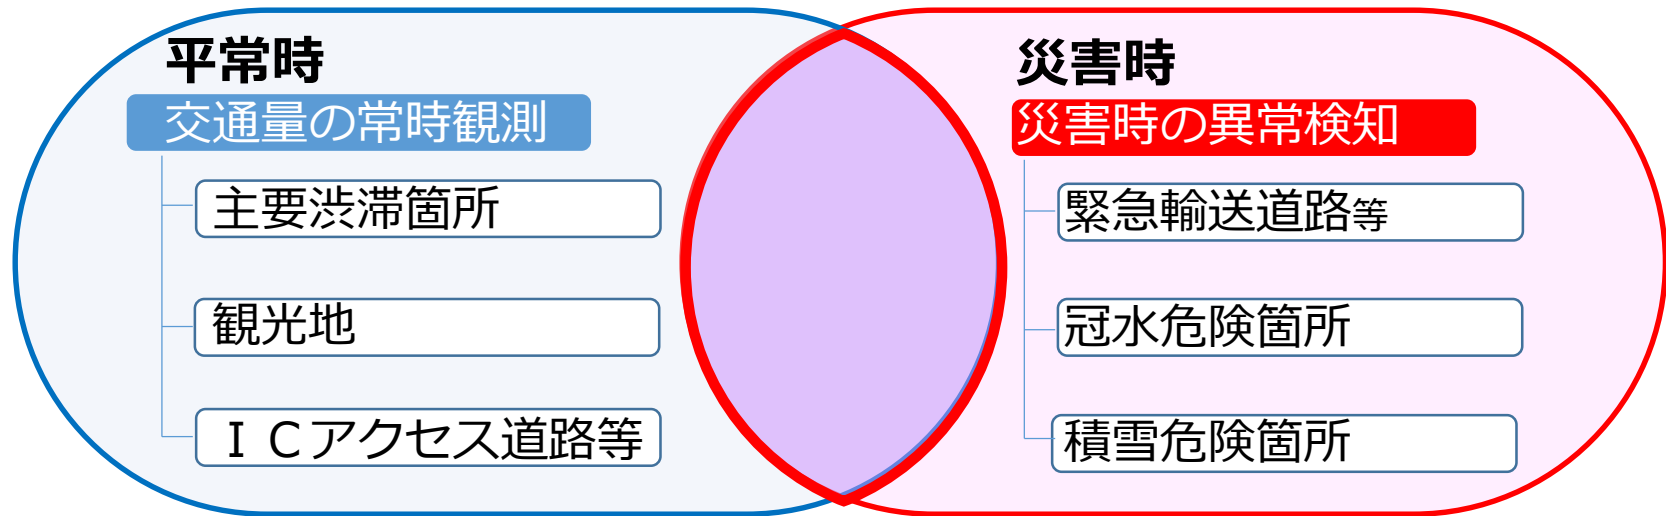 平常時
交通量の常時観測
主要渋滞箇所
観光地
ＩＣアクセス道路等
災害時
災害時の異常検知
緊急輸送道路等
冠水危険箇所
積雪危険箇所